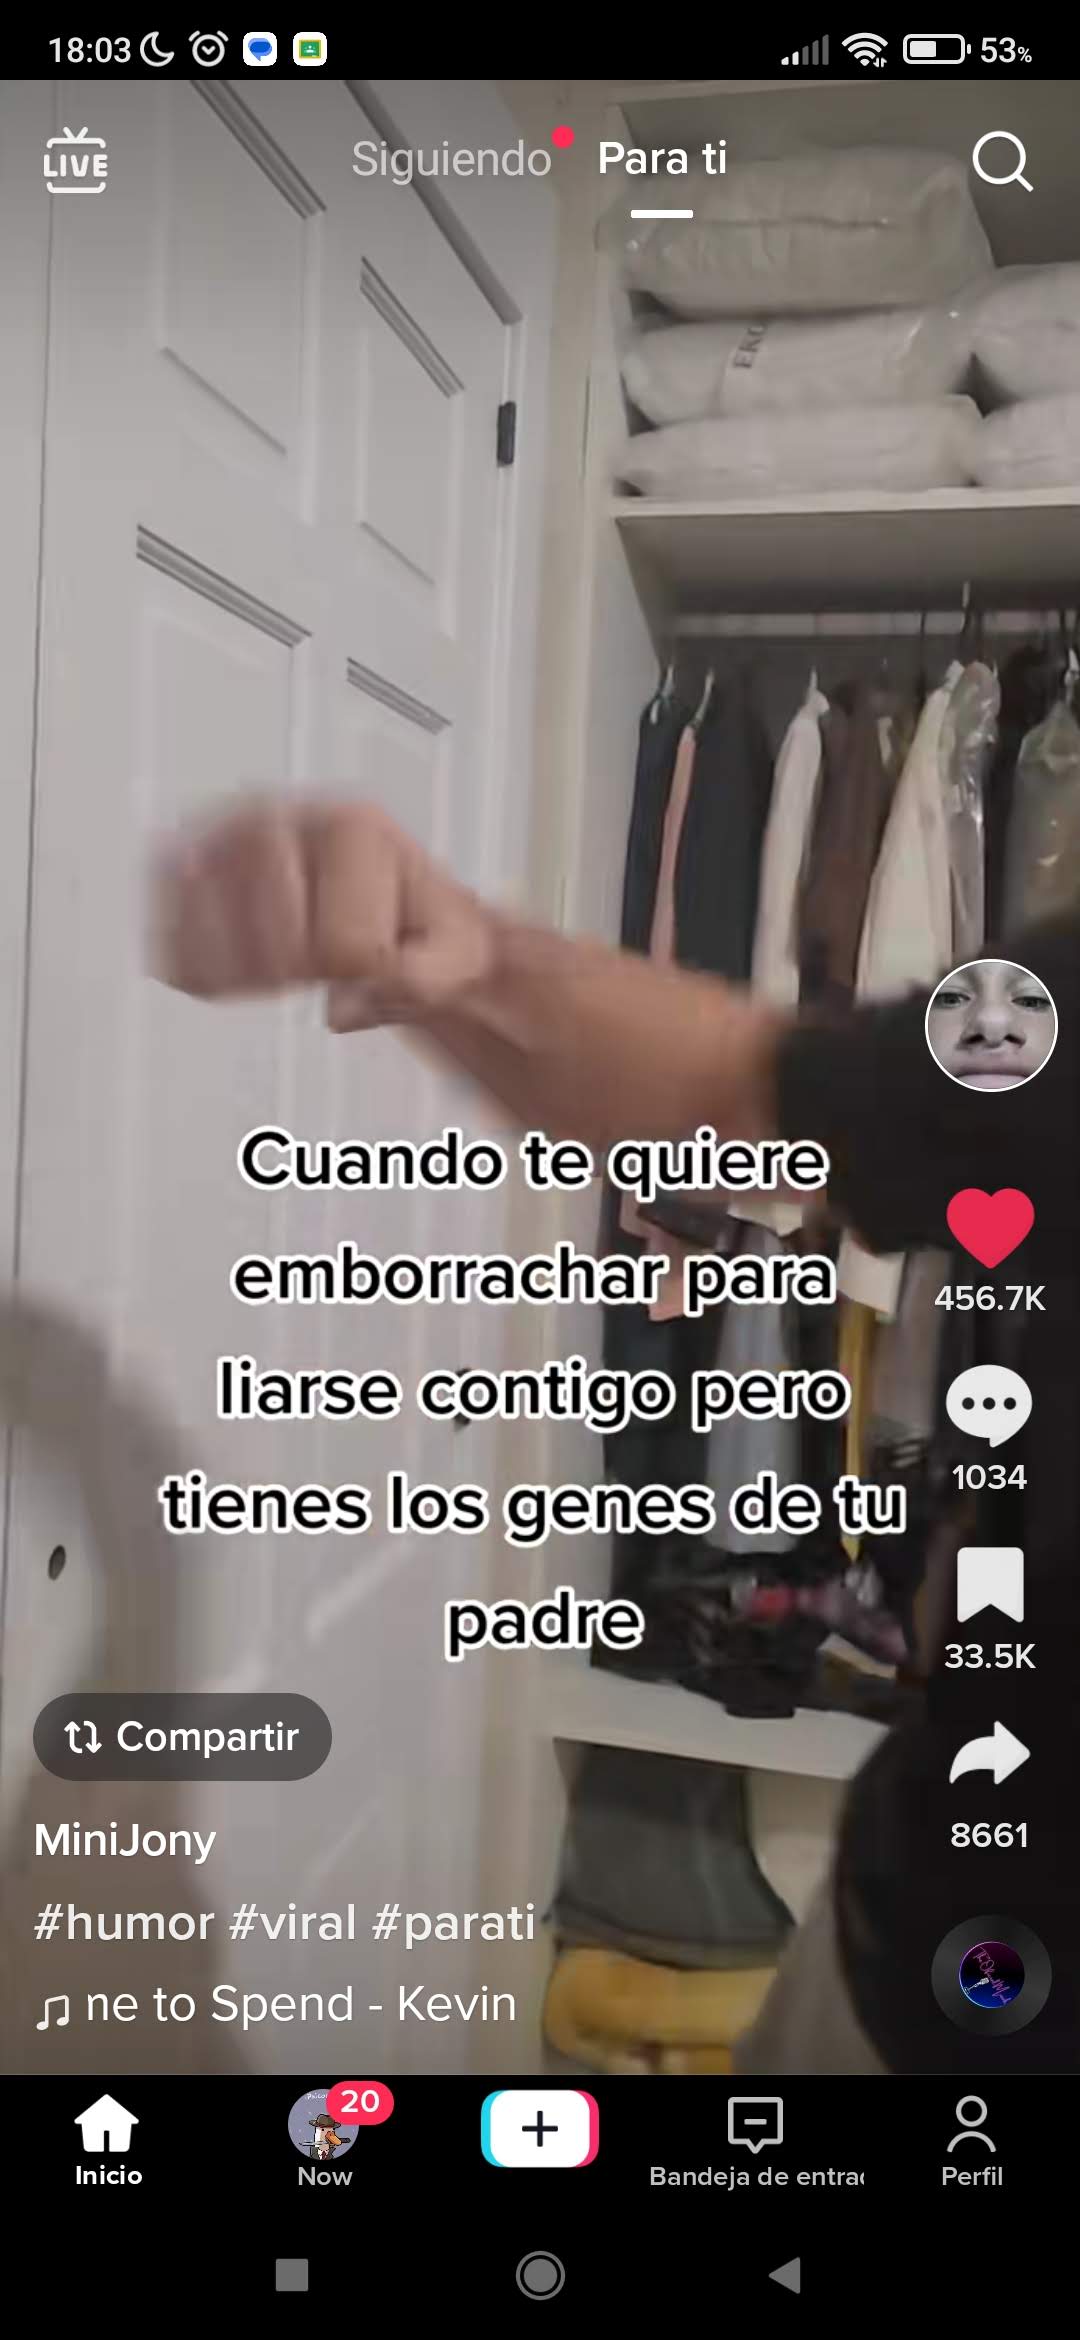 18:03
53%
LIVE
Siguiendo
Para ti
EKO
Cuando te quiere
emborrachar para
liarse contigo pero
tienes los genes de tu
padre
456.7K
1034
33.5K
8661
Compartir
MiniJony
#humor #viral #parati
ne to Spend - Kevin
Inicio
20
Now
Bandeja de entrad
Perfil